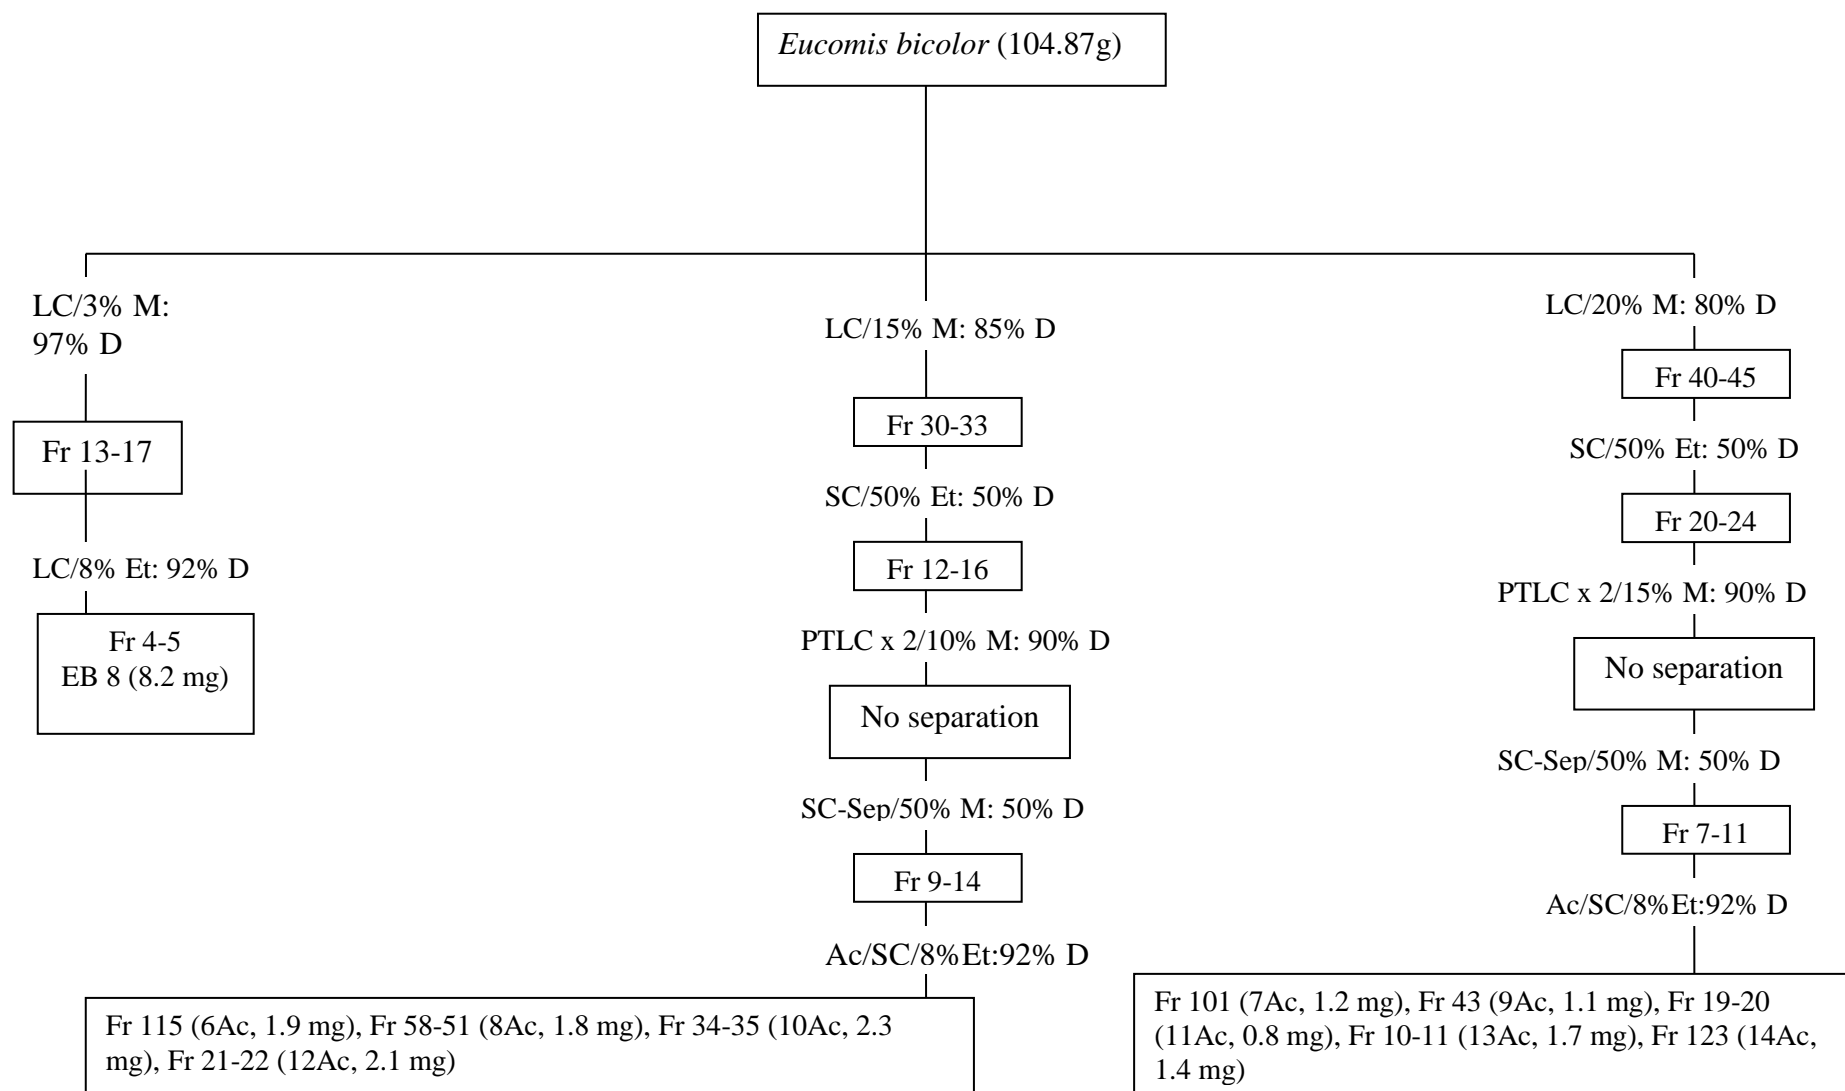 Eucomis bicolor (104.87g)
LC/3% M:
97% D
Fr 13-17
LC/8% Et: 92% D
Fr 4-5
EB 8 (8.2 mg)
LC/15% M: 85% D
Fr 30-33
SC/50% Et: 50% D
Fr 12-16
PTLC x 2/10% M: 90% D
No separation
SC-Sep/50% M: 50% D
Fr 9-14
Ac/SC/8%Et:92% D
Fr 115 (6Ac, 1.9 mg), Fr 58-51 (8Ac, 1.8 mg), Fr 34-35 (10Ac, 2.3
mg), Fr 21-22 (12Ac, 2.1 mg)
LC/20% M: 80% D
Fr 40-45
SC/50% Et: 50% D
Fr 20-24
PTLC x 2/15% M: 90% D
No separation
SC-Sep/50% M: 50% D
Fr 7-11
Ac/SC/8%Et:92% D
Fr 101 (7Ac, 1.2 mg), Fr 43 (9Ac, 1.1 mg), Fr 19-20
(11Ac, 0.8 mg), Fr 10-11 (13Ac, 1.7 mg), Fr 123 (14Ac,
1.4 mg)